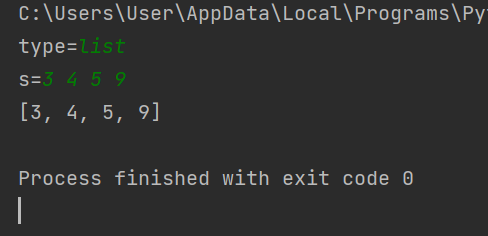 C:\Users\User\AppData\Local\Programs\Py
type=list
s=3 4 5 9
[3, 4, 5, 9]
Process finished with exit code 0